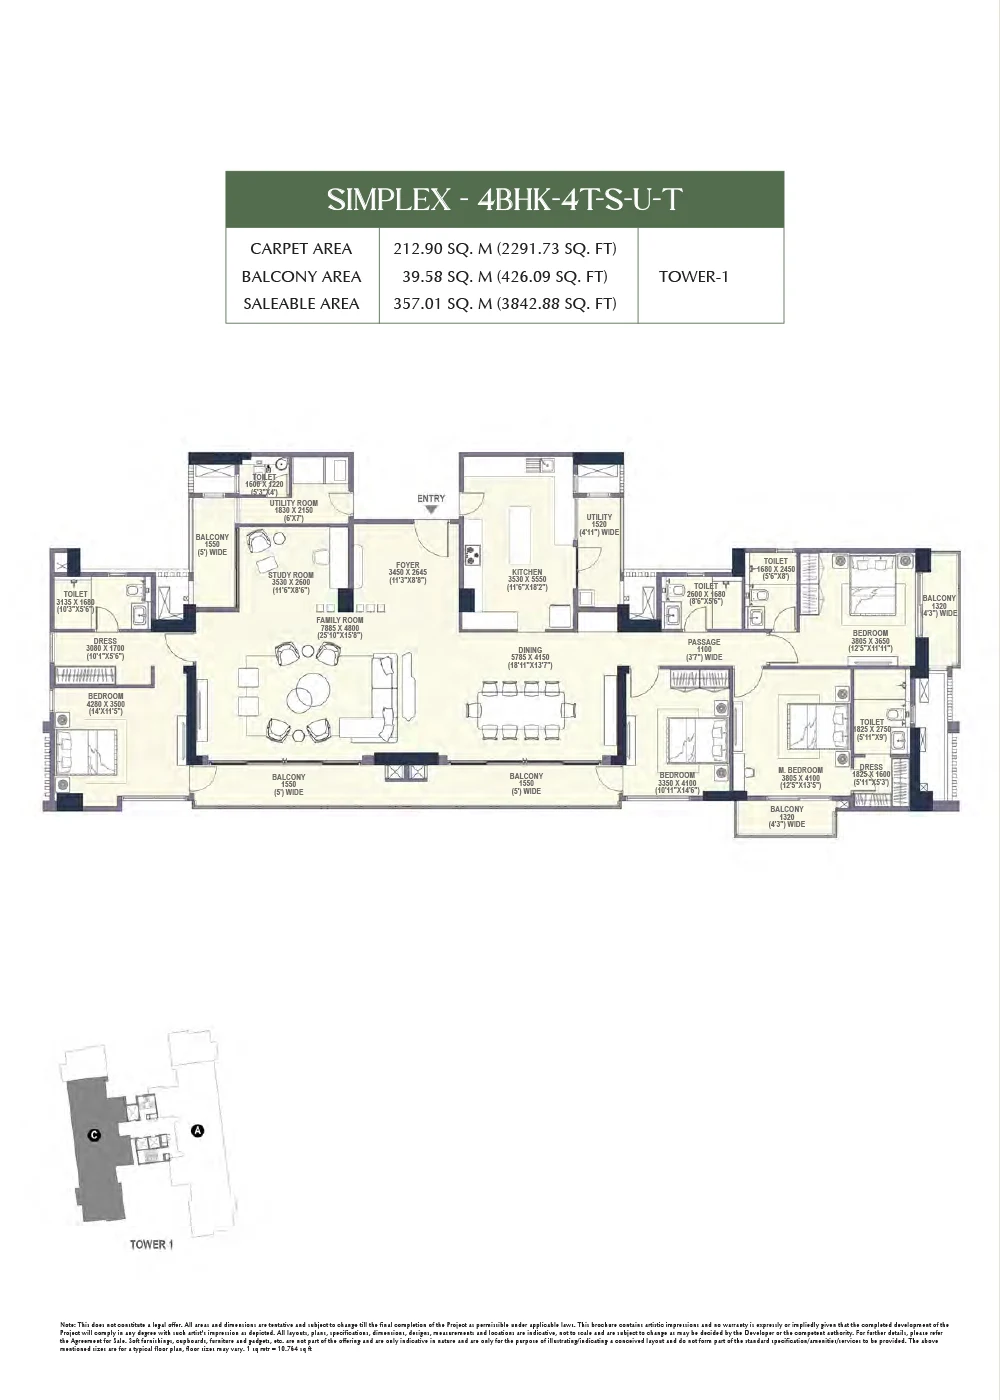 SIMPLEX - 4BHK-4T-S-U-T
CARPET AREA
212.90 SQ. M (2291.73 SQ. FT)
BALCONY AREA
39.58 SQ. M (426.09 SQ. FT)
TOWER-1
SALEABLE AREA
357.01 SQ. M (3842.88 SQ. FT)
TOILET
1600 X 1220
(5'3"X4')
UTILITY ROOM
1830 X 2150
(6'X7')
ENTRY
BALCONY
1550
(5') WIDE
UTILITY
1520
(4'11") WIDE
STUDY ROOM
3530 X 2600
(11'6"X8'6")
FOYER
3450 X 2645
(11'3"X8'8")
KITCHEN
3530 X 5550
(11'6"X18'2")
TOILET
3135 X 1680
(10'3"X5'6")
TOILET
2600 X 1680
(8'6"X5'6")
TOILET
1680 X 2450
(5'6"X8')
BALCONY
1320
(4'3") WIDE
FAMILY ROOM
7885 X 4800
(25'10"X15'8")
DRESS
3080 X 1700
(10'1"X5'6")
DINING
5785 X 4150
(18'11"X13'7")
PASSAGE
1100
(3'7") WIDE
BEDROOM
3805 X 3650
(12'5"X11'11")
BEDROOM
4280 X 3500
(14'X11'5")
TOILET
1825 X 2750
(5'11"X9')
BALCONY
1550
(5') WIDE
BALCONY
1550
(5') WIDE
BEDROOM
3350 X 4100
(10'11"X14'6")
M. BEDROOM
3805 X 4100
(12'5"X13'5")
DRESS
1825 X 1600
(5'11"X5'3")
BALCONY
1320
(4'3") WIDE
C
A
TOWER 1
Note: This does not constitute a legal offer. All areas and dimensions are tentative and subject to change till the final completion of the Project as permissible under applicable laws. This brochure contains artistic impressions and no warranty is expressly or impliedly given that the completed development of the
Project will comply in any degree with such artist's impression as depicted. All layouts, plans, specifications, dimensions, designs, measurements and locations are indicative, not to scale and are subject to change as may be decided by the Developer or the competent authority. For further details, please refer
the Agreement for Sale. Soft furnishings, cupboards, furniture and gadgets, etc. are not part of the offering and are only indicative in nature and are only for the purpose of illustrating/indicating a conceived layout and do not form part of the standard specification/amenities/services to be provided. The above
mentioned sizes are for a typical floor plan, floor sizes may vary. 1 sq mtr = 10.764 sq ft